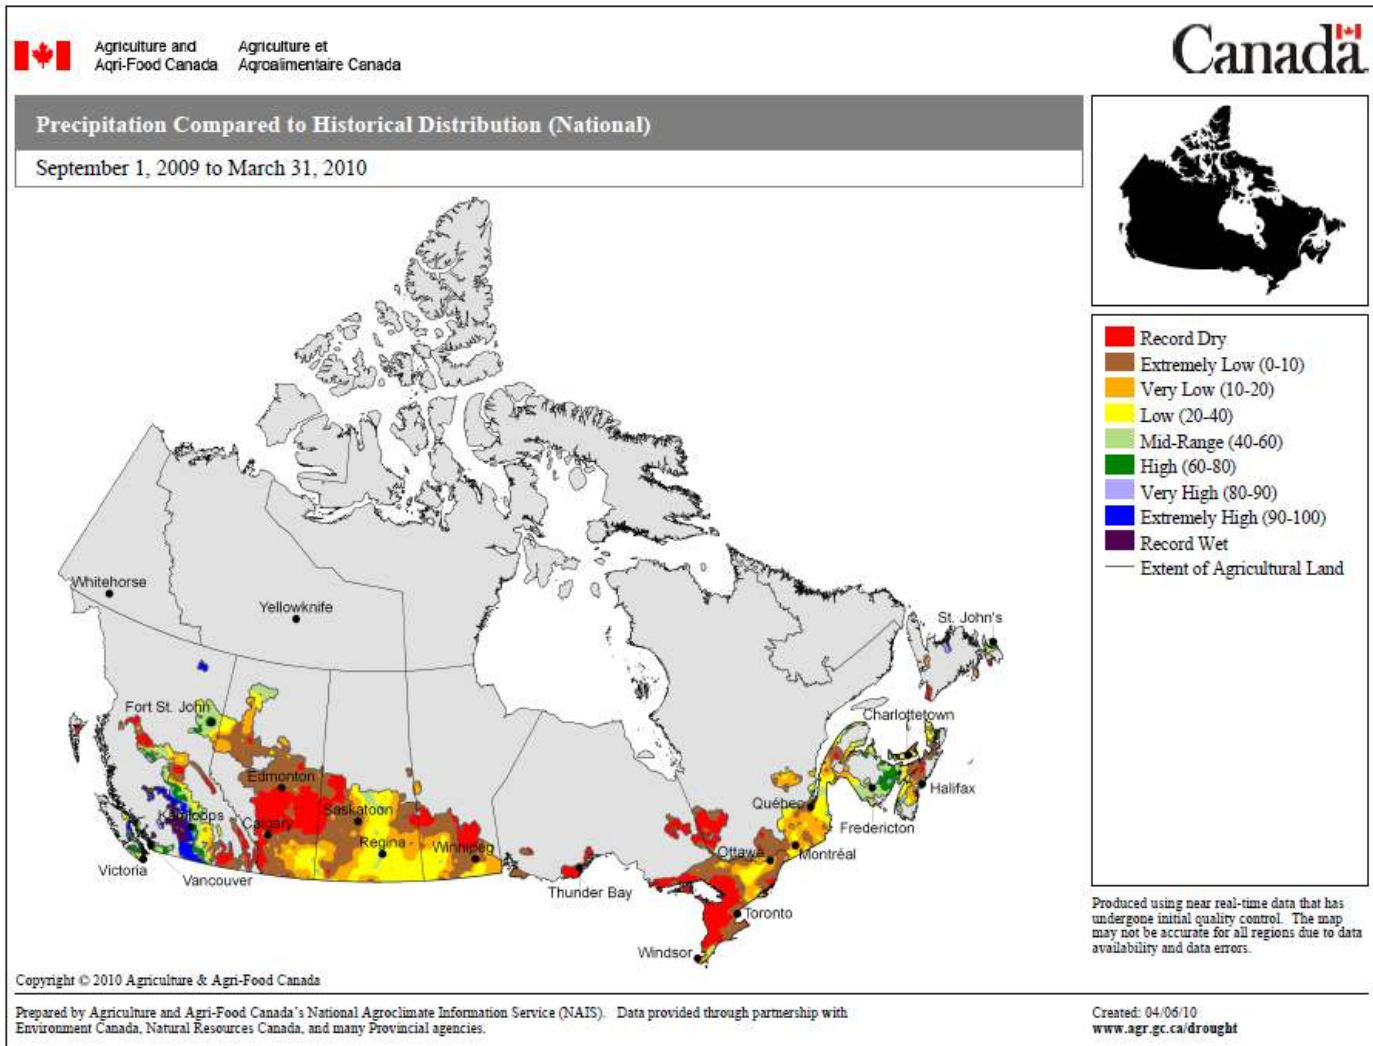 Agriculture and
Agri-Food Canada
Agriculture et
Agroalimentaire Canada
Canada
Precipitation Compared to Historical Distribution (National)
September 1, 2009 to March 31, 2010
Record Dry
Extremely Low (0-10)
Very Low (10-20)
Low (20-40)
Mid-Range (40-60)
High (60-80)
Very High (80-90)
Extremely High (90-100)
Record Wet
Extent of Agricultural Land
Whitehorse
Yellowknife
St. John's
Fort St. John
Charlottetown
Edmonton
Halifax
Québec
Saskatoon
Kamloops
Calgary
Fredericton
Regina
Winnipeg
Ottawa
Montréal
Victoria
Vancouver
Thunder Bay
Toronto
Windsor
Produced using near real-time data that has
undergone initial quality control. The map
may not be accurate for all regions due to data
availability and data errors.
Copyright © 2010 Agriculture & Agri-Food Canada
Prepared by Agriculture and Agri-Food Canada's National Agroclimate Information Service (NAIS). Data provided through partnership with
Environment Canada, Natural Resources Canada, and many Provincial agencies.
Created: 04/06/10
www.agr.gc.ca/drought